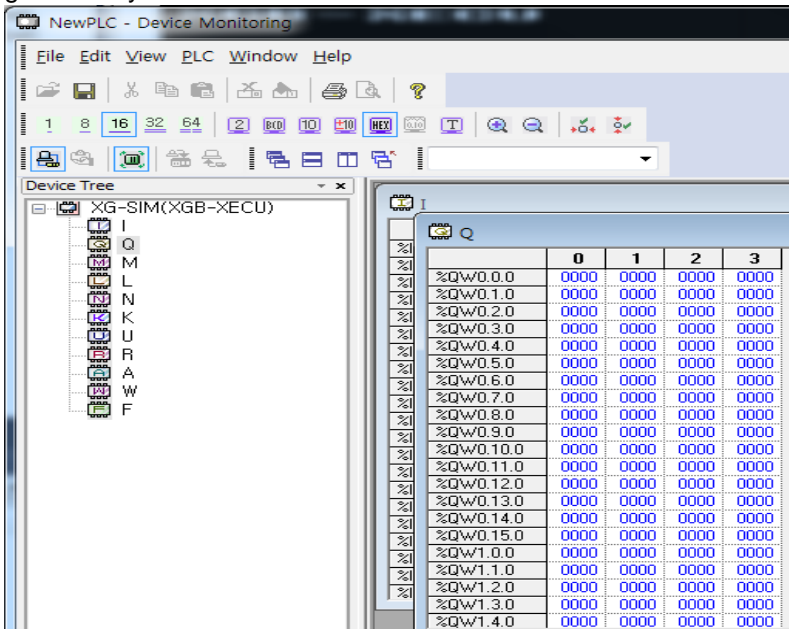 NewPLC - Device Monitoring
File Edit View PLC Window Help
1 8 16 32 64 2 BCD 10 ±10 HEX T
Device Tree
XG-SIM(XGB-XECU)
I
Q
M
L
N
K
U
R
A
W
F
I
Q
0 1 2 3
%QW0.0.0 0000 0000 0000 0000
%QW0.1.0 0000 0000 0000 0000
%QW0.2.0 0000 0000 0000 0000
%QW0.3.0 0000 0000 0000 0000
%QW0.4.0 0000 0000 0000 0000
%QW0.5.0 0000 0000 0000 0000
%QW0.6.0 0000 0000 0000 0000
%QW0.7.0 0000 0000 0000 0000
%QW0.8.0 0000 0000 0000 0000
%QW0.9.0 0000 0000 0000 0000
%QW0.10.0 0000 0000 0000 0000
%QW0.11.0 0000 0000 0000 0000
%QW0.12.0 0000 0000 0000 0000
%QW0.13.0 0000 0000 0000 0000
%QW0.14.0 0000 0000 0000 0000
%QW0.15.0 0000 0000 0000 0000
%QW1.0.0 0000 0000 0000 0000
%QW1.1.0 0000 0000 0000 0000
%QW1.2.0 0000 0000 0000 0000
%QW1.3.0 0000 0000 0000 0000
%QW1.4.0 0000 0000 0000 0000